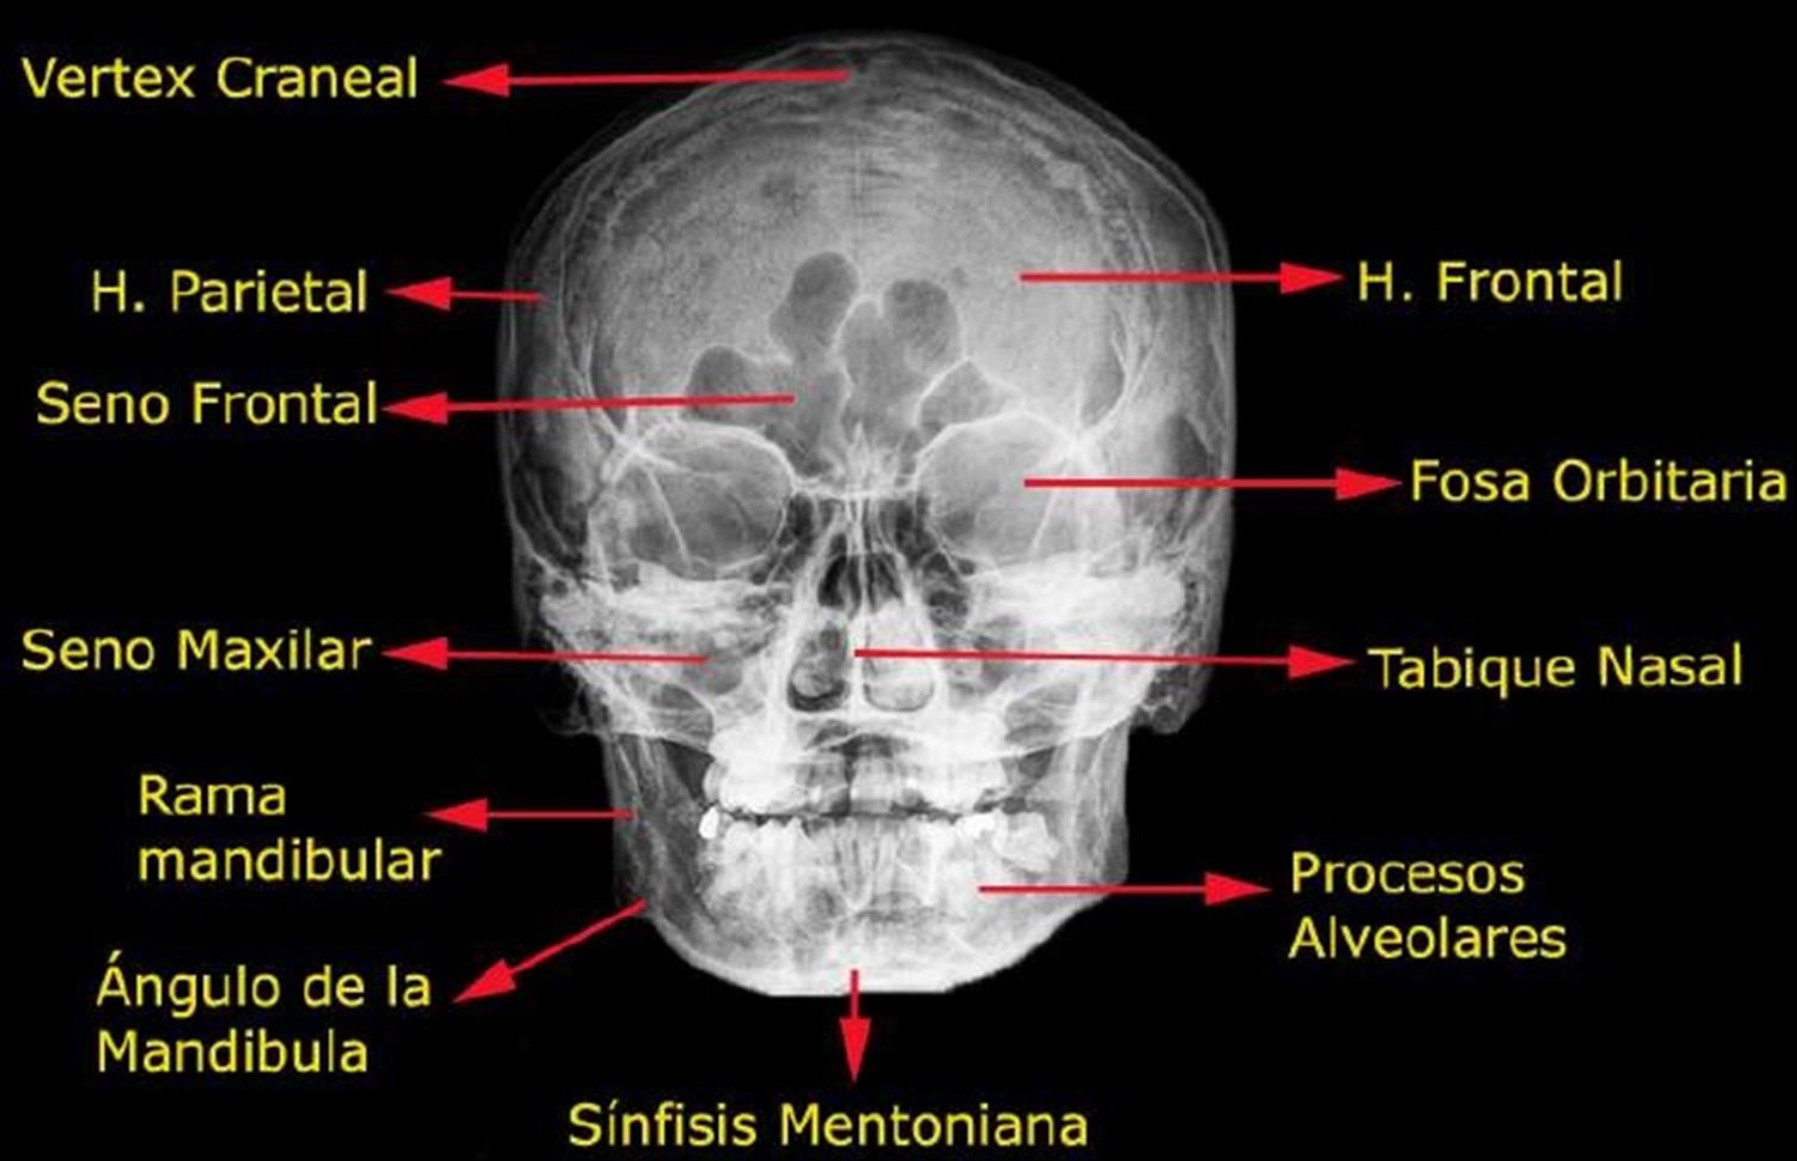 Vertex Craneal
H. Parietal
H. Frontal
Seno Frontal
Fosa Orbitaria
Seno Maxilar
Tabique Nasal
Rama
mandibular
Procesos
Alveolares
Ángulo de la
Mandibula
Sínfisis Mentoniana